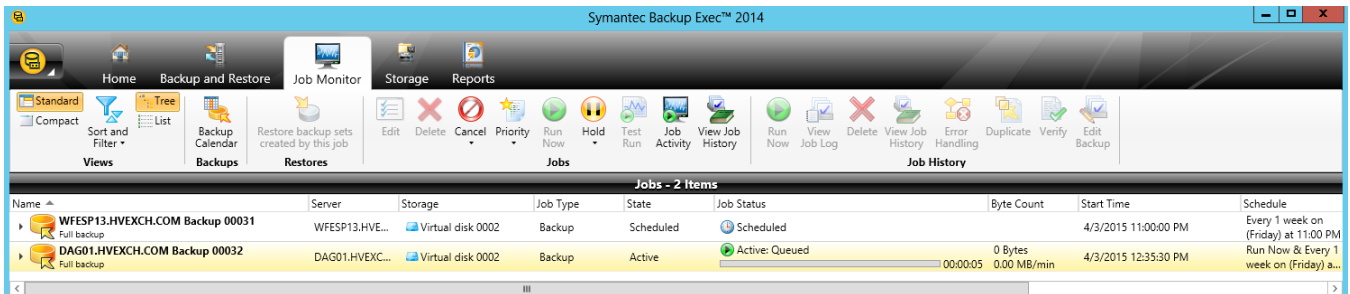 Symantec Backup Exec™ 2014
Home Backup and Restore Job Monitor Storage Reports
Standard
Compact
Sort and Filter
Tree
List
Views
Backup Calendar
Backups
Restore backup sets created by this job
Restores
Edit Delete Cancel Priority Run Now Hold Test Run Job Activity View Job History
Jobs
Run Now View Job Log Delete View Job History Error Handling Duplicate Verify Edit Backup
Job History
Jobs - 2 Items
Name Server Storage Job Type State Job Status Byte Count Start Time Schedule
WFESP13.HVEXCH.COM Backup 00031
Full backup
WFESP13.HVE... Virtual disk 0002 Backup Scheduled Scheduled 4/3/2015 11:00:00 PM Every 1 week on
(Friday) at 11:00 PM
DAG01.HVEXCH.COM Backup 00032
Full backup
DAG01.HVEXC... Virtual disk 0002 Backup Active Active: Queued
00:00:05
0 Bytes
0.00 MB/min
4/3/2015 12:35:30 PM
Run Now & Every 1
week on (Friday) a...